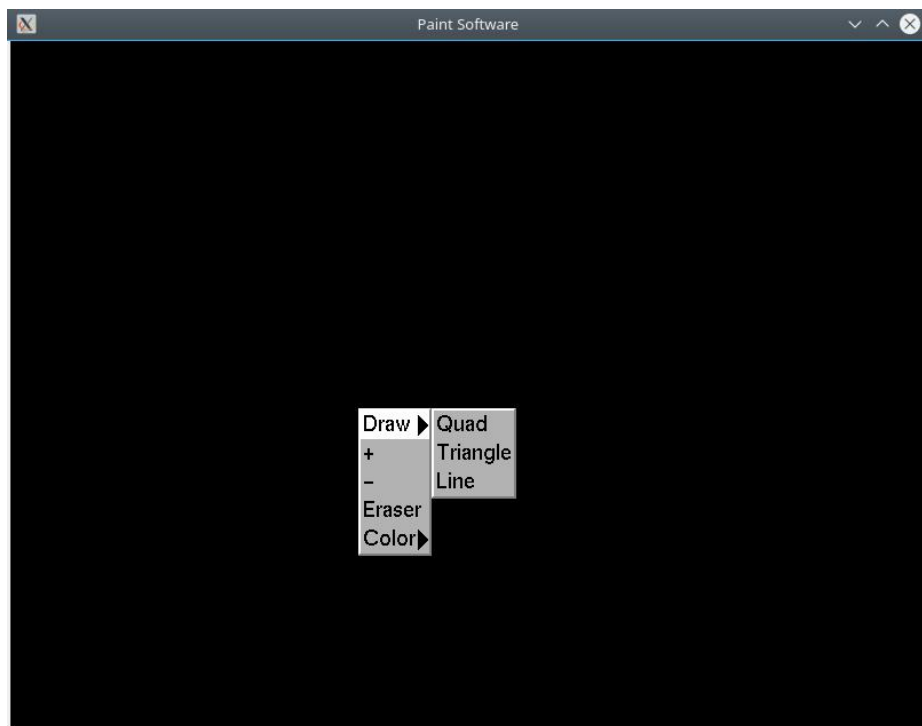 Paint Software
Draw
+
−
Eraser
Color
Quad
Triangle
Line